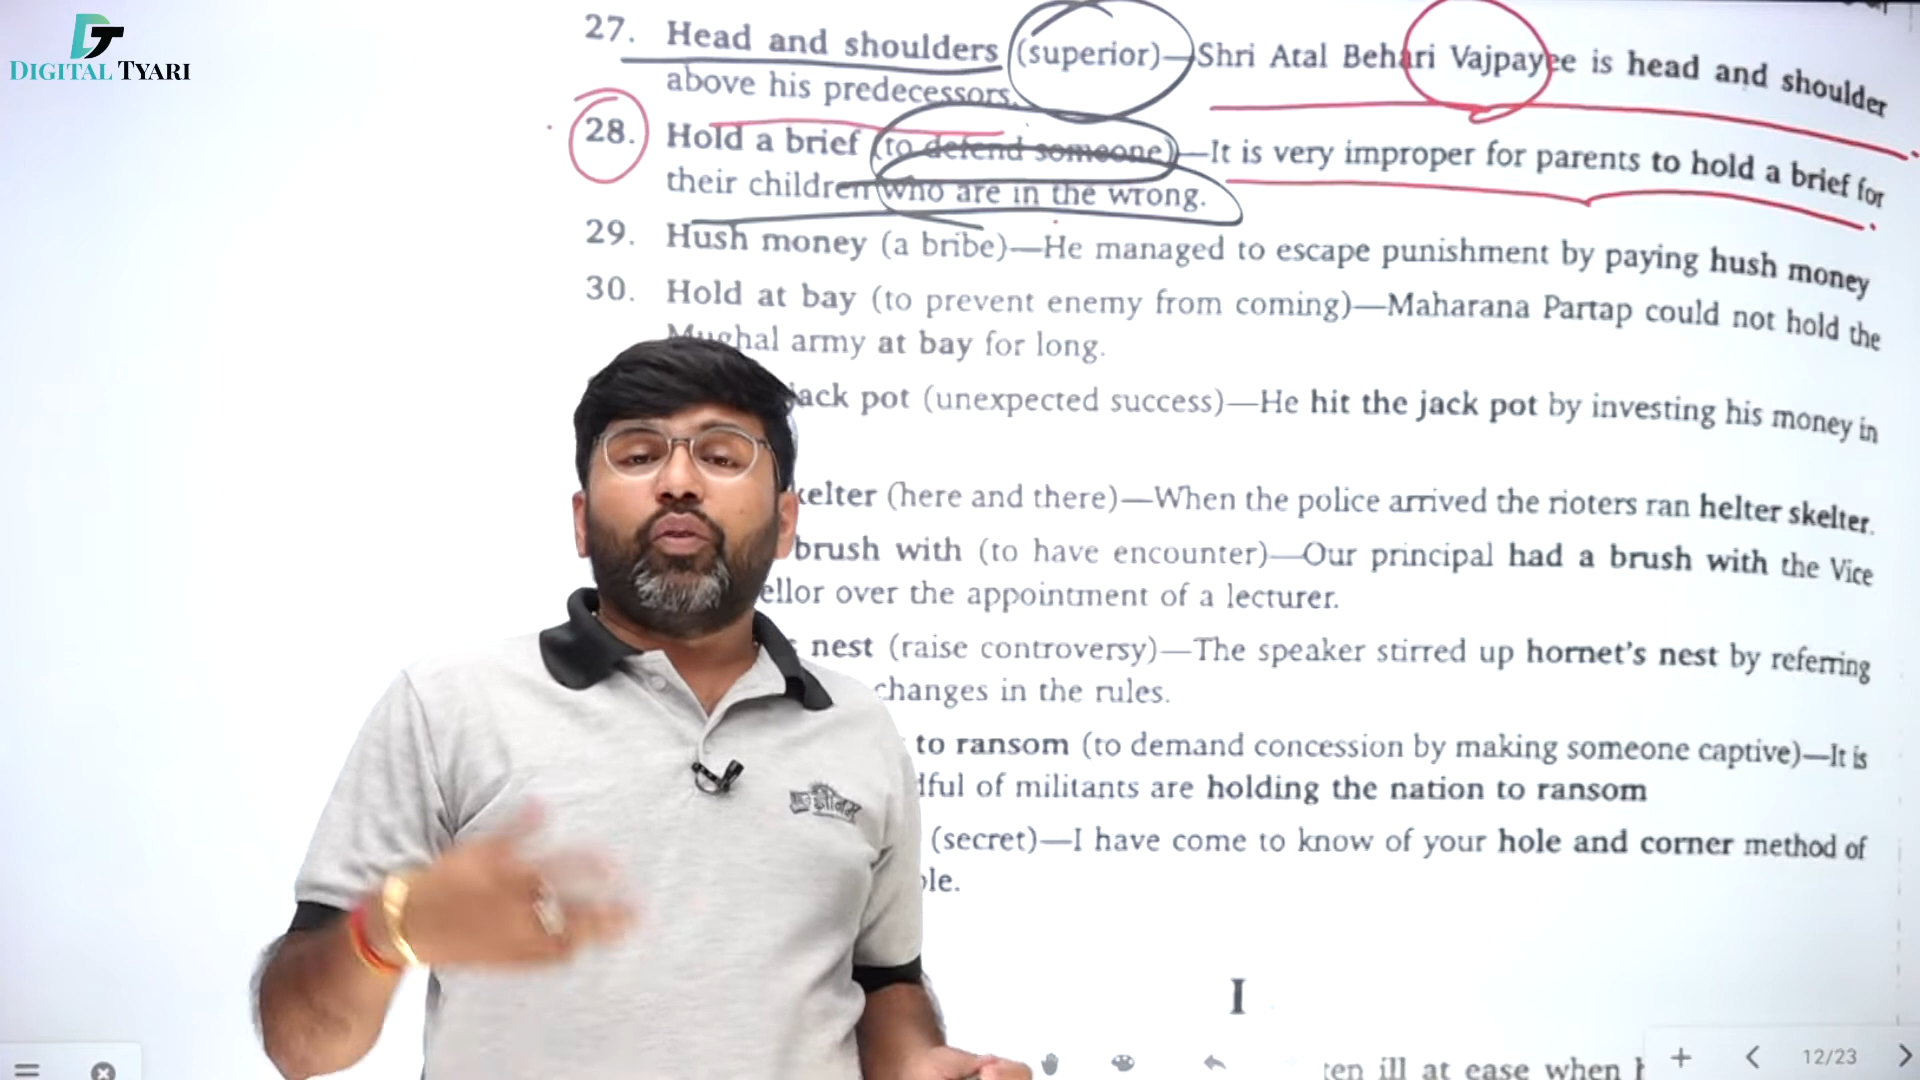 DIGITAL TYARI
27. Head and shoulders (superior)—Shri Atal Behari Vajpayee is head and shoulder
above his predecessors.
28. Hold a brief (to defend someone)—It is very improper for parents to hold a brief for
their children who are in the wrong.
29. Hush money (a bribe)—He managed to escape punishment by paying hush money
30. Hold at bay (to prevent enemy from coming)—Maharana Partap could not hold the
Mughal army at bay for long.
jack pot (unexpected success)—He hit the jack pot by investing his money in
kelter (here and there)—When the police arrived the rioters ran helter skelter.
brush with (to have encounter)—Our principal had a brush with the Vice
ellor over the appointment of a lecturer.
nest (raise controversy)—The speaker stirred up hornet's nest by referring
changes in the rules.
to ransom (to demand concession by making someone captive)—It is
dful of militants are holding the nation to ransom
(secret)—I have come to know of your hole and corner method of
ple.
I
ten ill at ease when
12/23